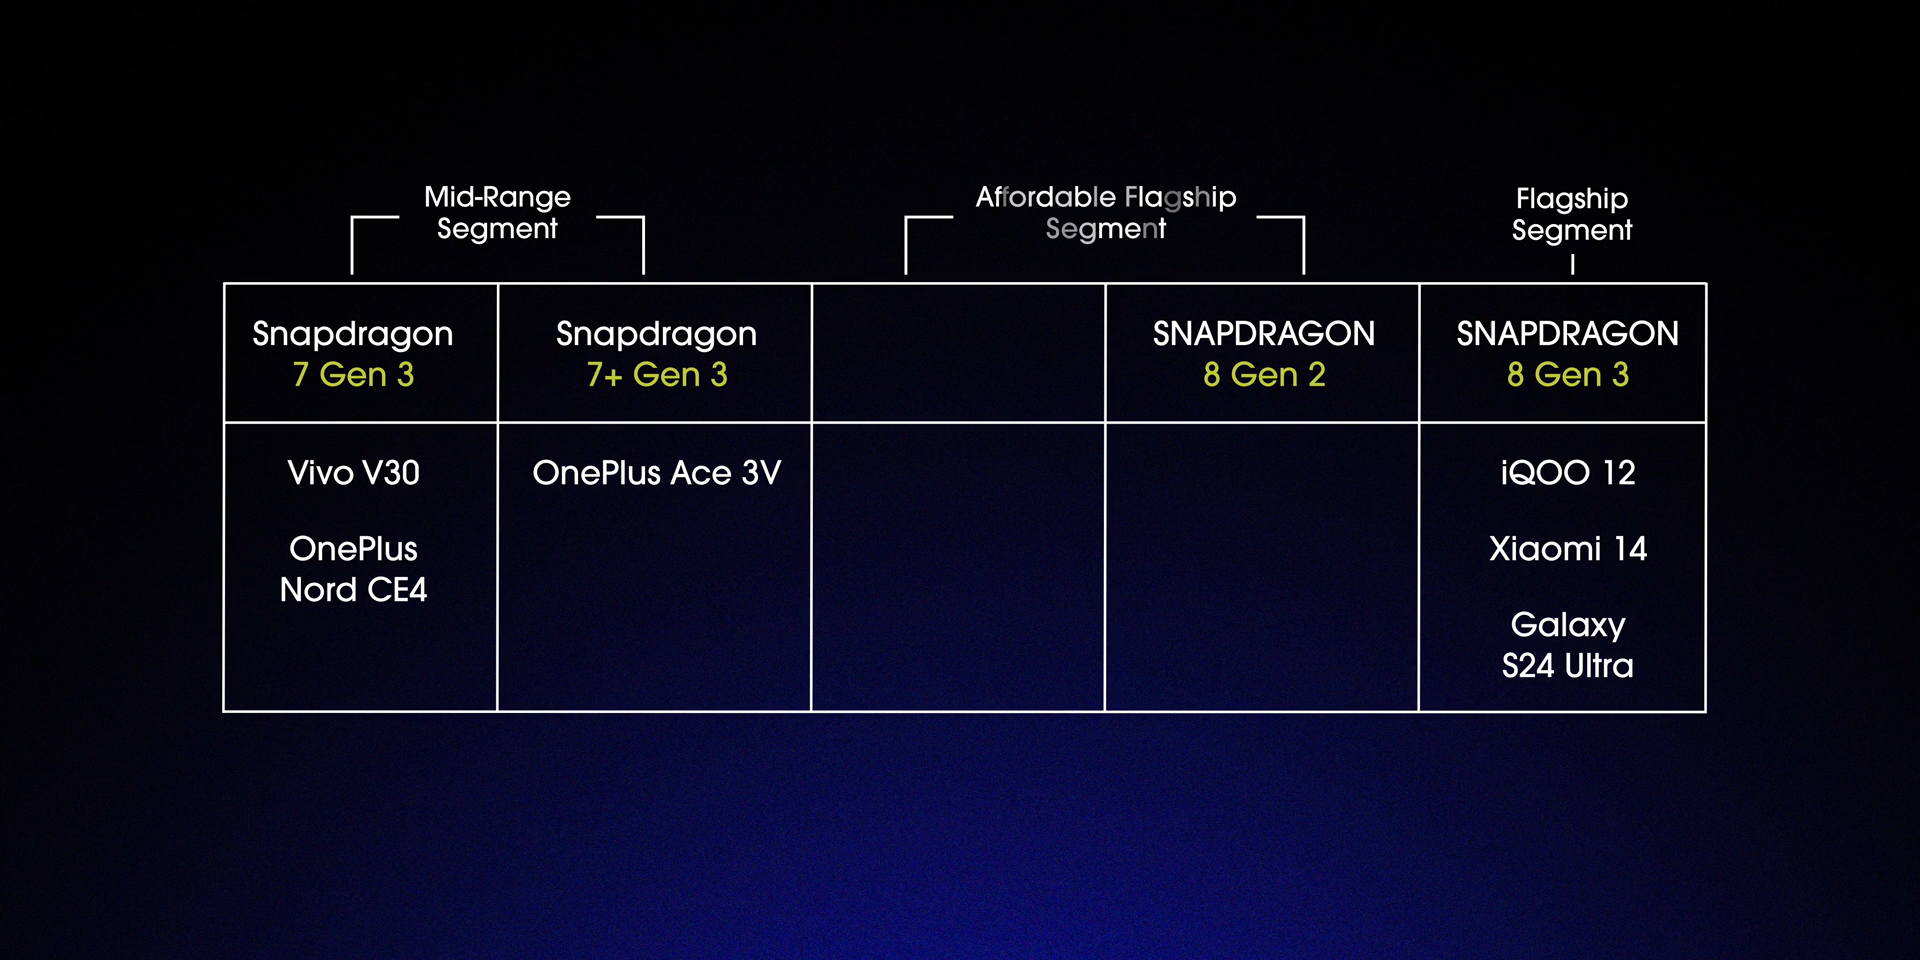 Mid-Range
Segment
Affordable Flagship
Segment
Flagship
Segment
Snapdragon
7 Gen 3
Snapdragon
7+ Gen 3
SNAPDRAGON
8 Gen 2
SNAPDRAGON
8 Gen 3
Vivo V30
OnePlus
Nord CE4
OnePlus Ace 3V
iQOO 12
Xiaomi 14
Galaxy
S24 Ultra